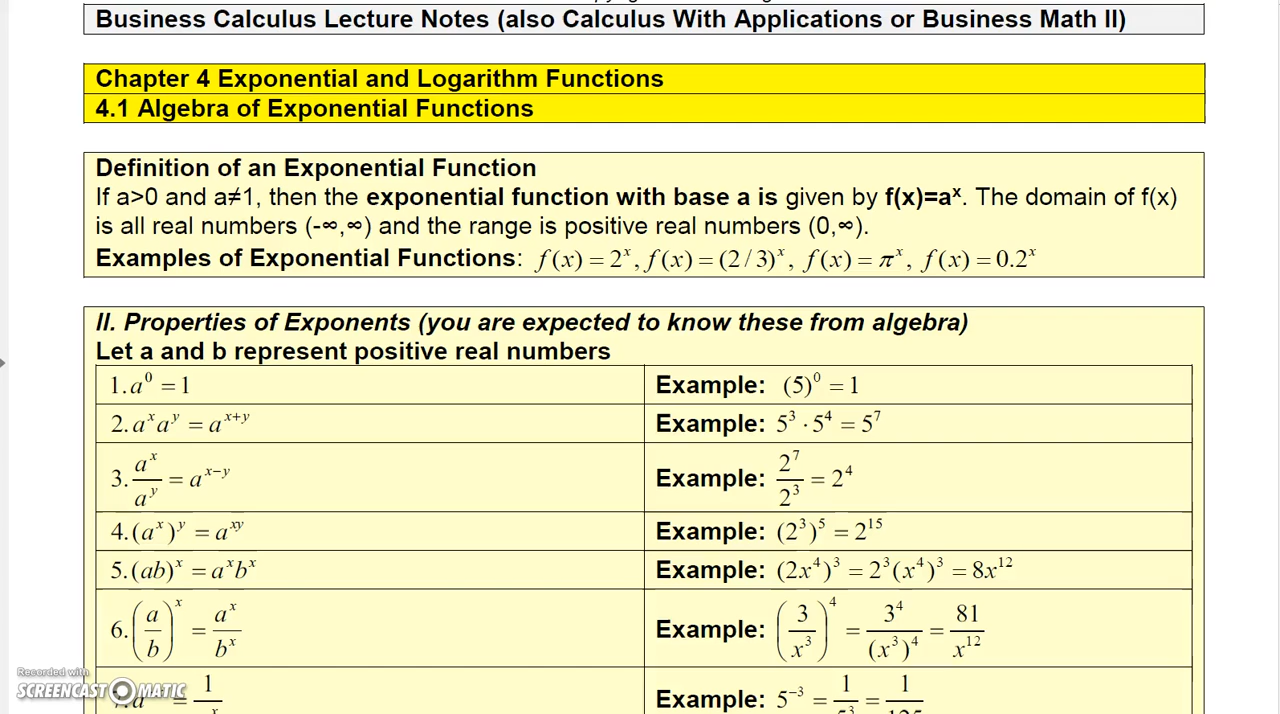 Business Calculus Lecture Notes (also Calculus With Applications or Business Math II)
Chapter 4 Exponential and Logarithm Functions
4.1 Algebra of Exponential Functions
Definition of an Exponential Function
If a>0 and a≠1, then the exponential function with base a is given by f(x)=aˣ. The domain of f(x)
is all real numbers (-∞,∞) and the range is positive real numbers (0,∞).
Examples of Exponential Functions: f(x) = 2ˣ, f(x) = (2/3)ˣ, f(x) = πˣ, f(x) = 0.2ˣ
II. Properties of Exponents (you are expected to know these from algebra)
Let a and b represent positive real numbers
1. a⁰ = 1 Example: (5)⁰ = 1
2. aˣaʸ = aˣ⁺ʸ Example: 5³ · 5⁴ = 5⁷
3. aˣ/aʸ = aˣ⁻ʸ Example: 2⁷/2³ = 2⁴
4. (aˣ)ʸ = aˣʸ Example: (2³)⁵ = 2¹⁵
5. (ab)ˣ = aˣbˣ Example: (2x⁴)³ = 2³(x⁴)³ = 8x¹²
6. (a/b)ˣ = aˣ/bˣ Example: (3/x³)⁴ = 3⁴/(x³)⁴ = 81/x¹²
Example: 5⁻³ = 1/5³ = 1/125
Recorded with
SCREENCAST MATIC